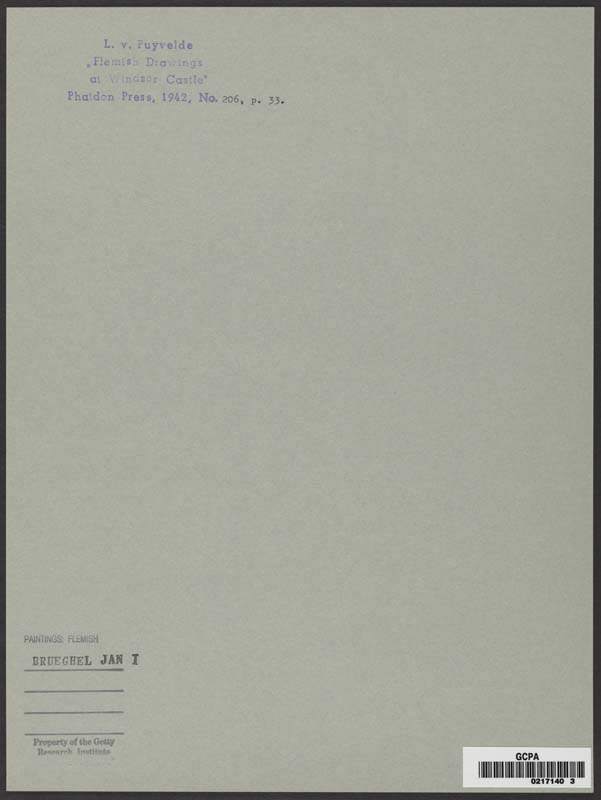 L. v. Puyvelde
„Flemish Drawings
at Windsor Castle"
Phaidon Press, 1942, No. 206, p. 33.
PAINTINGS: FLEMISH
BRUEGHEL JAN I
Property of the Getty
Research Institute
GCPA
0217140 3